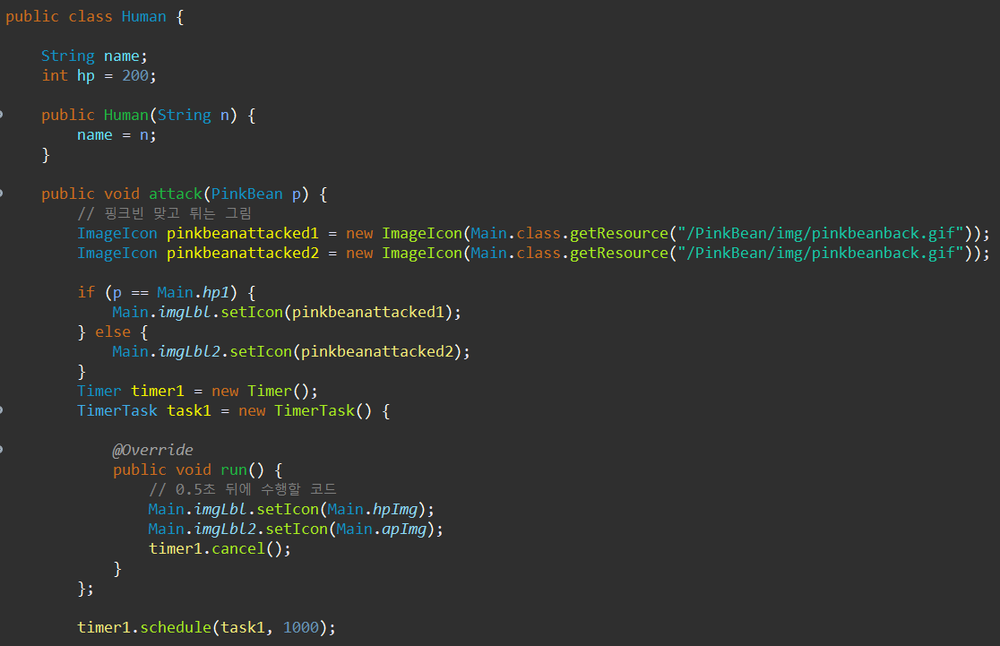 public class Human {
String name;
int hp = 200;
public Human(String n) {
name = n;
}
public void attack(PinkBean p) {
// 핑크빈 맞고 튀는 그림
ImageIcon pinkbeanattacked1 = new ImageIcon(Main.class.getResource("/PinkBean/img/pinkbeanback.gif"));
ImageIcon pinkbeanattacked2 = new ImageIcon(Main.class.getResource("/PinkBean/img/pinkbeanback.gif"));
if (p == Main.hp1) {
Main.imgLbl.setIcon(pinkbeanattacked1);
} else {
Main.imgLbl2.setIcon(pinkbeanattacked2);
}
Timer timer1 = new Timer();
TimerTask task1 = new TimerTask() {
@Override
public void run() {
// 0.5초 뒤에 수행할 코드
Main.imgLbl.setIcon(Main.hpImg);
Main.imgLbl2.setIcon(Main.apImg);
timer1.cancel();
}
};
timer1.schedule(task1, 1000);